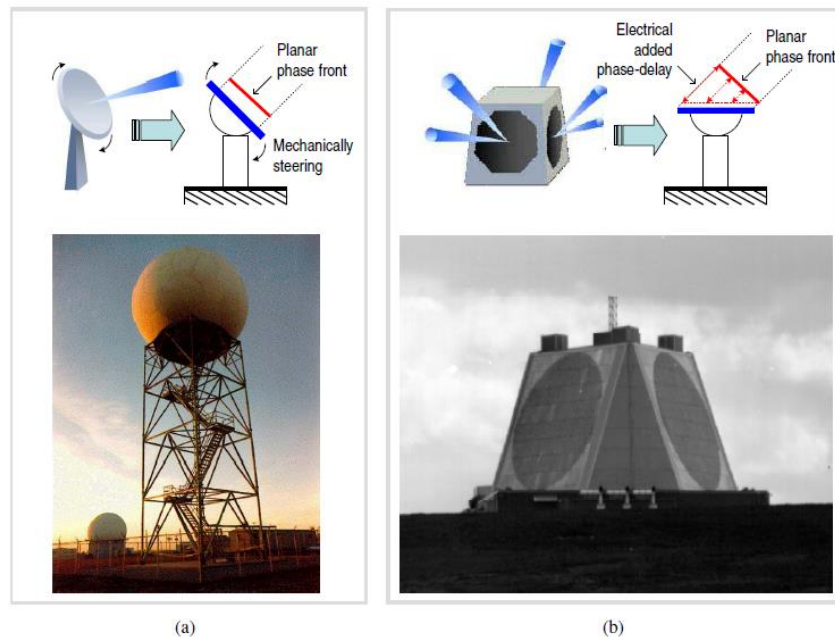 Planar
phase front
Mechanically
steering
Electrical
added
phase-delay
Planar
phase front
(a)
(b)